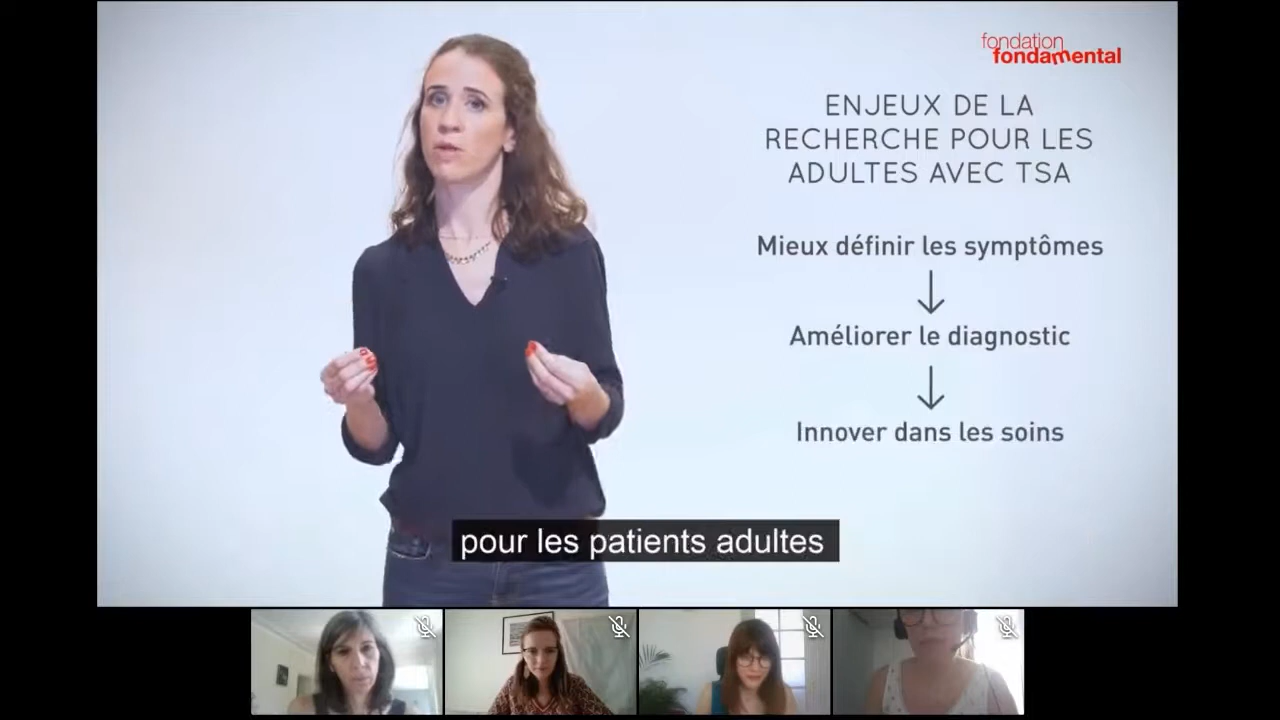 fondation
fondamental
ENJEUX DE LA
RECHERCHE POUR LES
ADULTES AVEC TSA
Mieux définir les symptômes
Améliorer le diagnostic
Innover dans les soins
pour les patients adultes